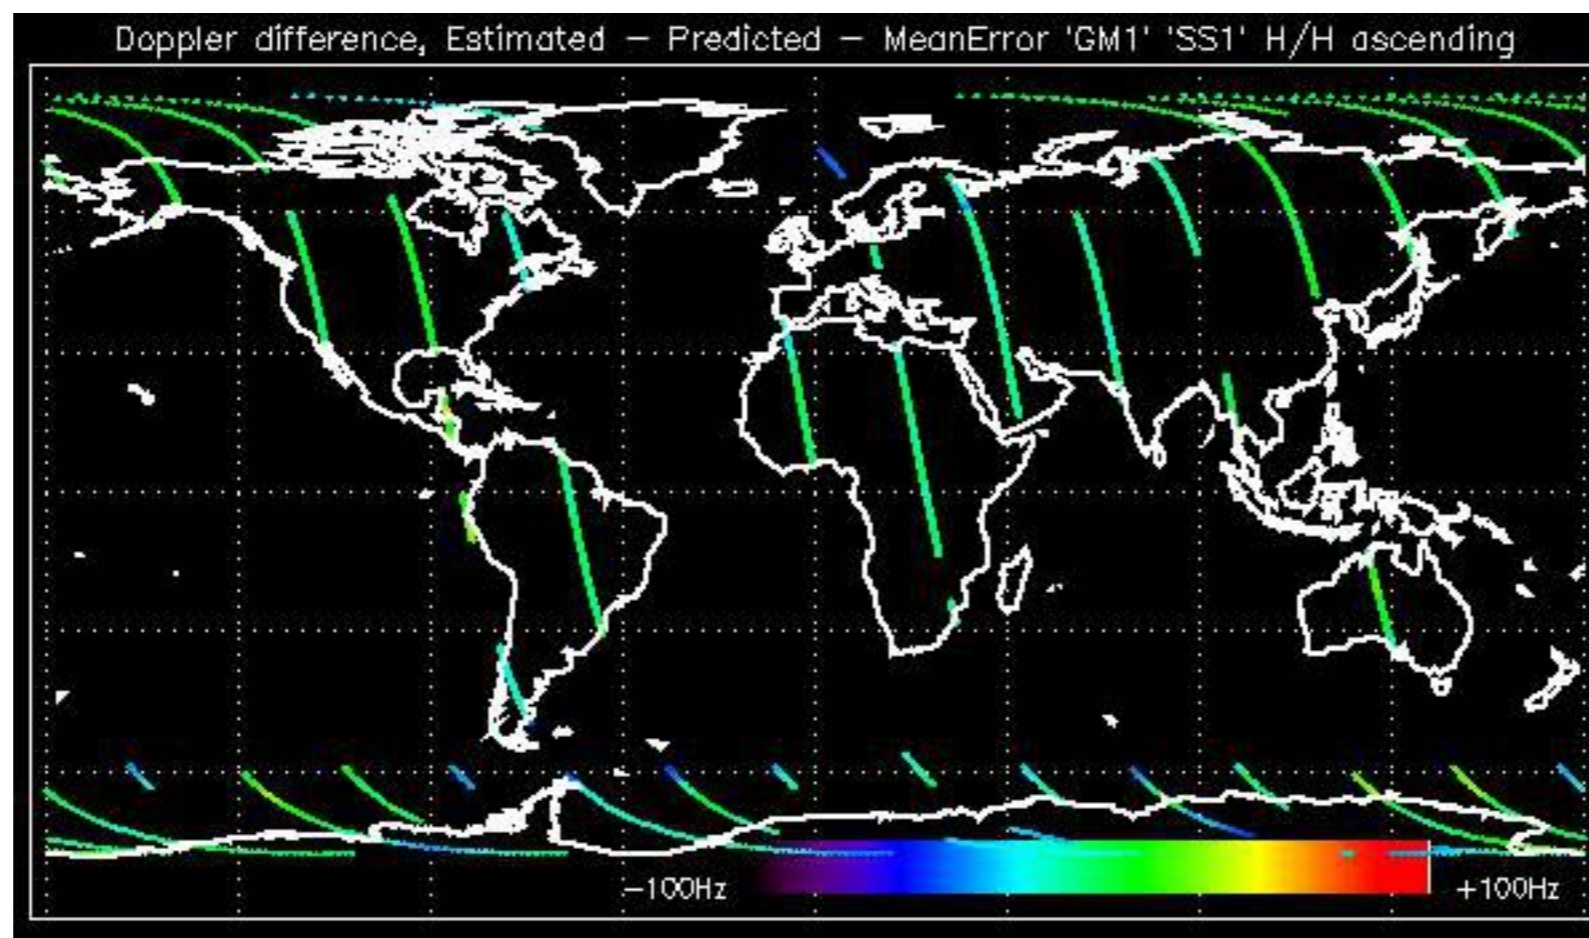 Doppler difference, Estimated – Predicted – MeanError 'GM1' 'SS1' H/H ascending
–100Hz +100Hz